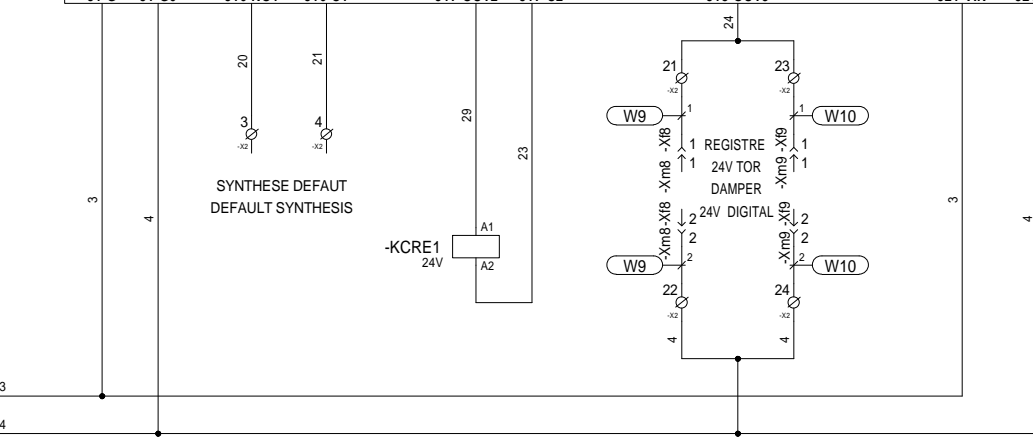 24
20
21
3
-X2
4
-X2
SYNTHESE DEFAUT
DEFAULT SYNTHESIS
3
4
29
23
-KCRE1
24V
A1
A2
21
-X2
23
-X2
W9
1
1
W10
-Xm8 -Xf8
1
1
REGISTRE
24V TOR
DAMPER
24V DIGITAL
-Xm9 -Xf9
1
1
-Xm8-Xf8
2
2
-Xm9 -Xf9
2
2
W9
2
2
W10
22
-X2
24
-X2
4
4
3
4
3
4